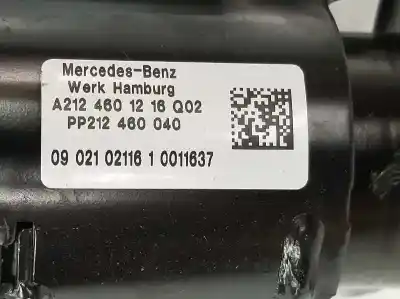 Mercedes-Benz
Werk Hamburg
A212 460 12 16 Q02
PP212 460 040
09 021 02116 1 0011637